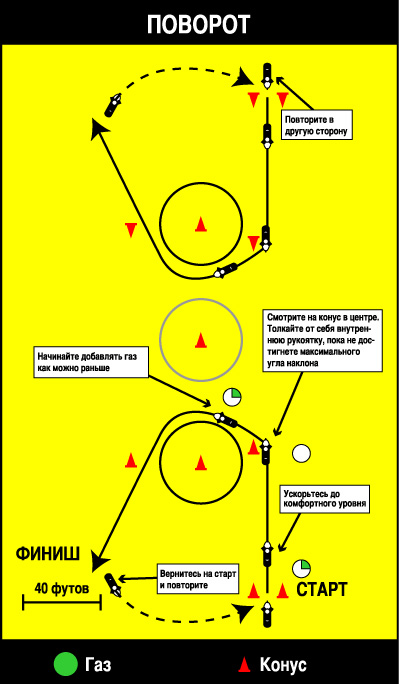 ПОВОРОТ
Повторите в
другую сторону
Смотрите на конус в центре.
Толкайте от себя внутрен-
нюю рукоятку, пока не дос-
тигнете максимального
угла наклона
Начинайте добавлять газ
как можно раньше
Ускорьтесь до
комфортного уровня
ФИНИШ
Вернитесь на старт
и повторите
40 футов
СТАРТ
Газ
Конус